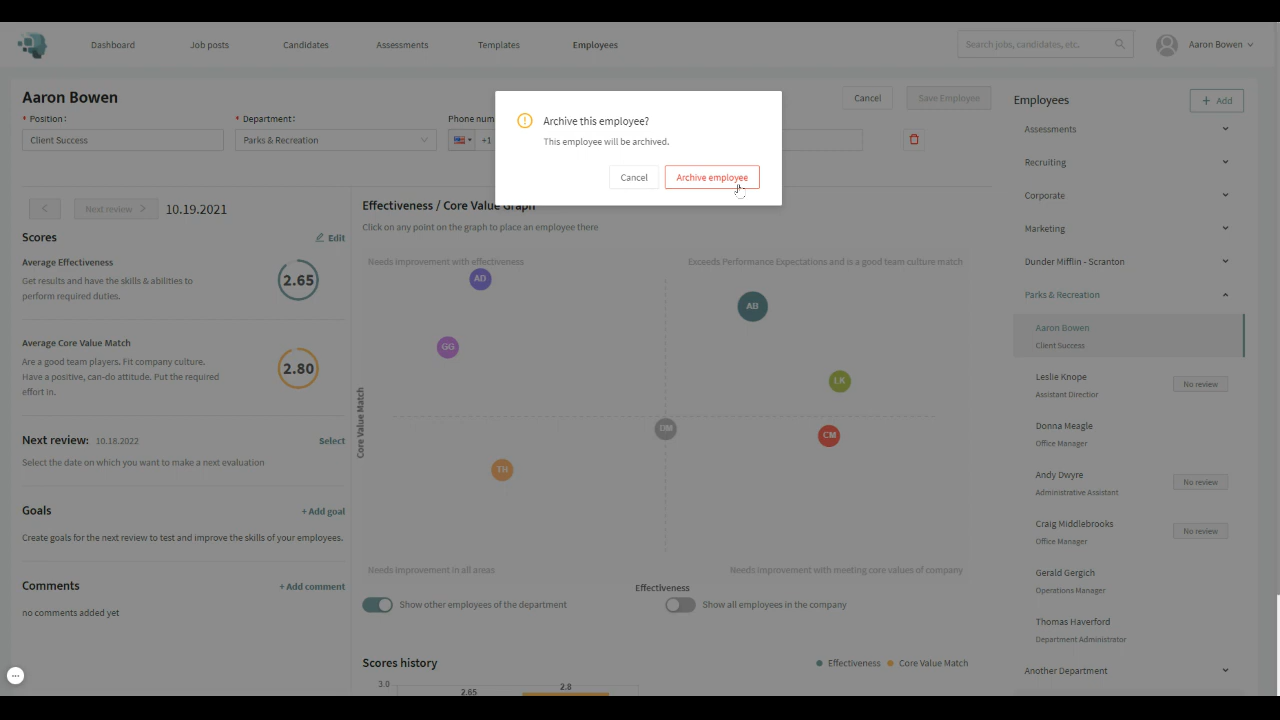 Dashboard
Job posts
Candidates
Assessments
Templates
Employees
Search jobs, candidates, etc.
Aaron Bowen
Aaron Bowen
Cancel
Save Employee
* Position:
* Department:
Phone num
Client Success
Parks & Recreation
+1
Archive this employee?
This employee will be archived.
Cancel
Archive employee
Next review
10.19.2021
Scores
Edit
Average Effectiveness
Get results and have the skills & abilities to
perform required duties.
2.65
Average Core Value Match
Are a good team players. Fit company culture.
Have a positive, can-do attitude. Put the required
effort in.
2.80
Next review: 10.18.2022
Select
Select the date on which you want to make a next evaluation
Goals
+ Add goal
Create goals for the next review to test and improve the skills of your employees.
Comments
+ Add comment
no comments added yet
Effectiveness / Core Value Graph
Click on any point on the graph to place an employee there
Needs improvement with effectiveness
Exceeds Performance Expectations and is a good team culture match
AD
AB
GG
LK
DM
CM
TH
Core Value Match
Needs improvement in all areas
Needs improvement with meeting core values of company
Effectiveness
Show other employees of the department
Show all employees in the company
Scores history
Effectiveness
Core Value Match
3.0
2.65
2.8
Employees
+ Add
Assessments
Recruiting
Corporate
Marketing
Dunder Mifflin - Scranton
Parks & Recreation
Aaron Bowen
Client Success
Leslie Knope
Assistant Direction
No review
Donna Meagle
Office Manager
Andy Dwyre
Administrative Assistant
No review
Craig Middlebrooks
Office Manager
No review
Gerald Gergich
Operations Manager
Thomas Haverford
Department Administrator
Another Department